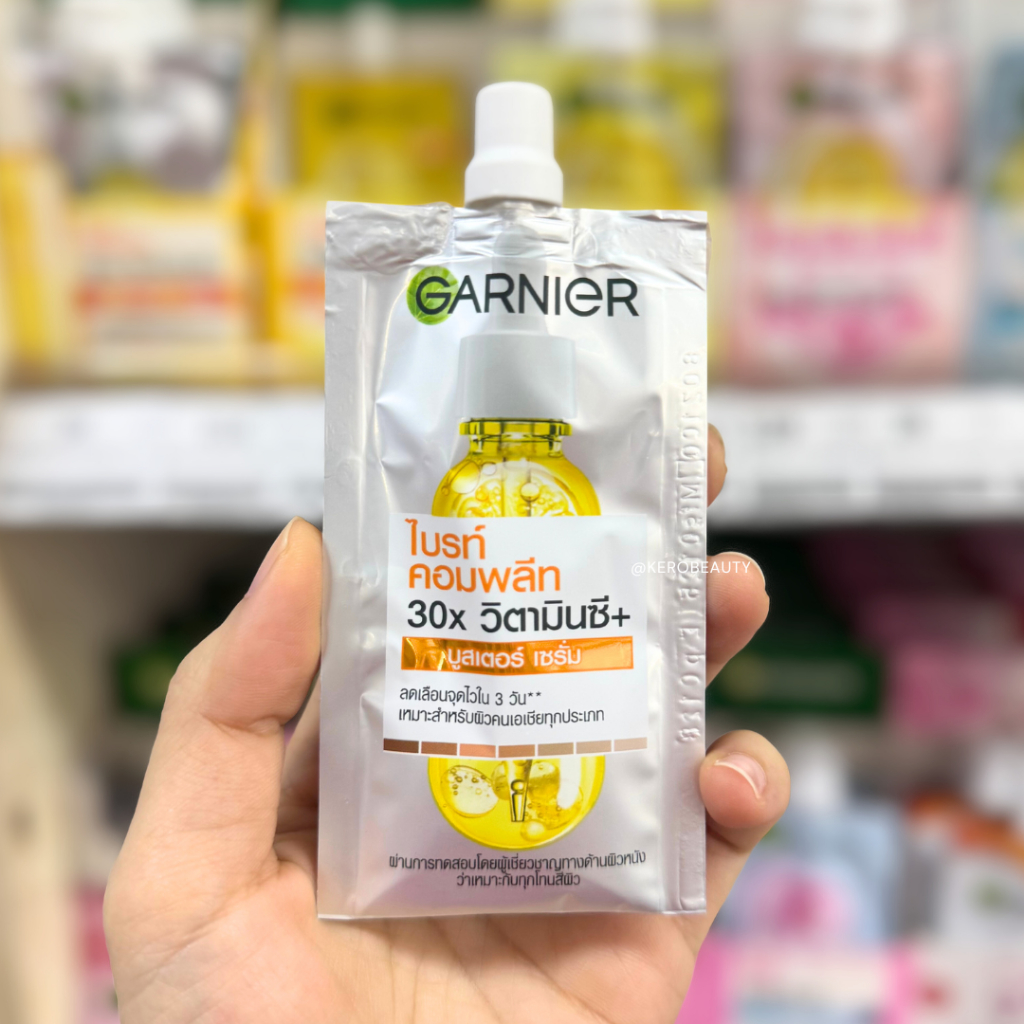 GARNIER
ไบรท์
คอมพลีท
30x วิตามินซี+
บูสเตอร์ เซรั่ม
ลดเลือนจุดไวใน 3 วัน**
เหมาะสำหรับผิวคนเอเชียทุกประเภท
ผ่านการทดสอบโดยผู้เชี่ยวชาญทางด้านผิวหนัง
ว่าเหมาะกับทุกโทนสีผิว
@KEROBEAUTY